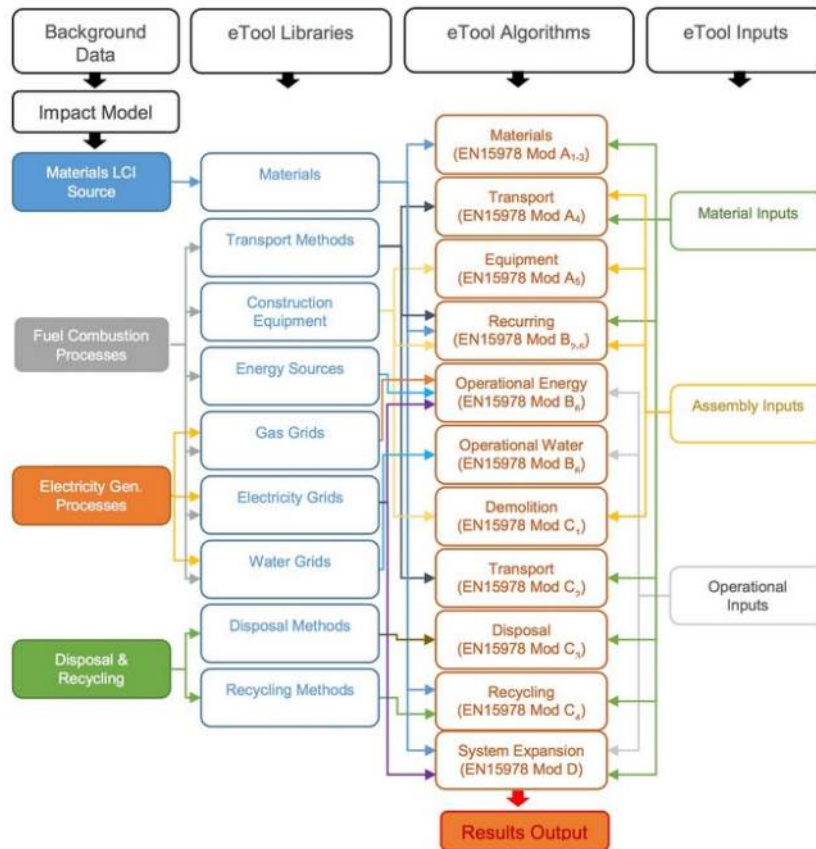 Background
Data
eTool Libraries
eTool Algorithms
eTool Inputs
Impact Model
Materials LCI
Source
Fuel Combustion
Processes
Electricity Gen.
Processes
Disposal &
Recycling
Materials
Transport Methods
Construction
Equipment
Energy Sources
Gas Grids
Electricity Grids
Water Grids
Disposal Methods
Recycling Methods
Materials
(EN15978 Mod A1-3)
Transport
(EN15978 Mod A4)
Equipment
(EN15978 Mod A5)
Recurring
(EN15978 Mod B2-5)
Operational Energy
(EN15978 Mod B6)
Operational Water
(EN15978 Mod B6)
Demolition
(EN15978 Mod C1)
Transport
(EN15978 Mod C2)
Disposal
(EN15978 Mod C3)
Recycling
(EN15978 Mod C4)
System Expansion
(EN15978 Mod D)
Results Output
Material Inputs
Assembly Inputs
Operational
Inputs